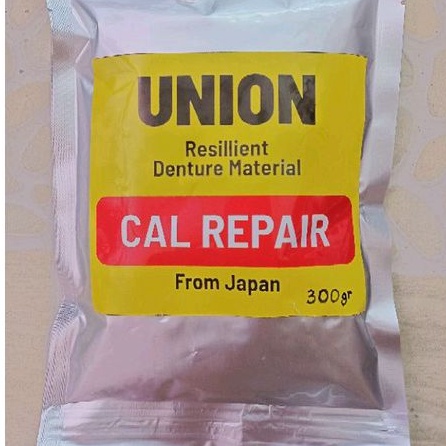 UNION
Resillient
Denture Material
CAL REPAIR
From Japan
300gr